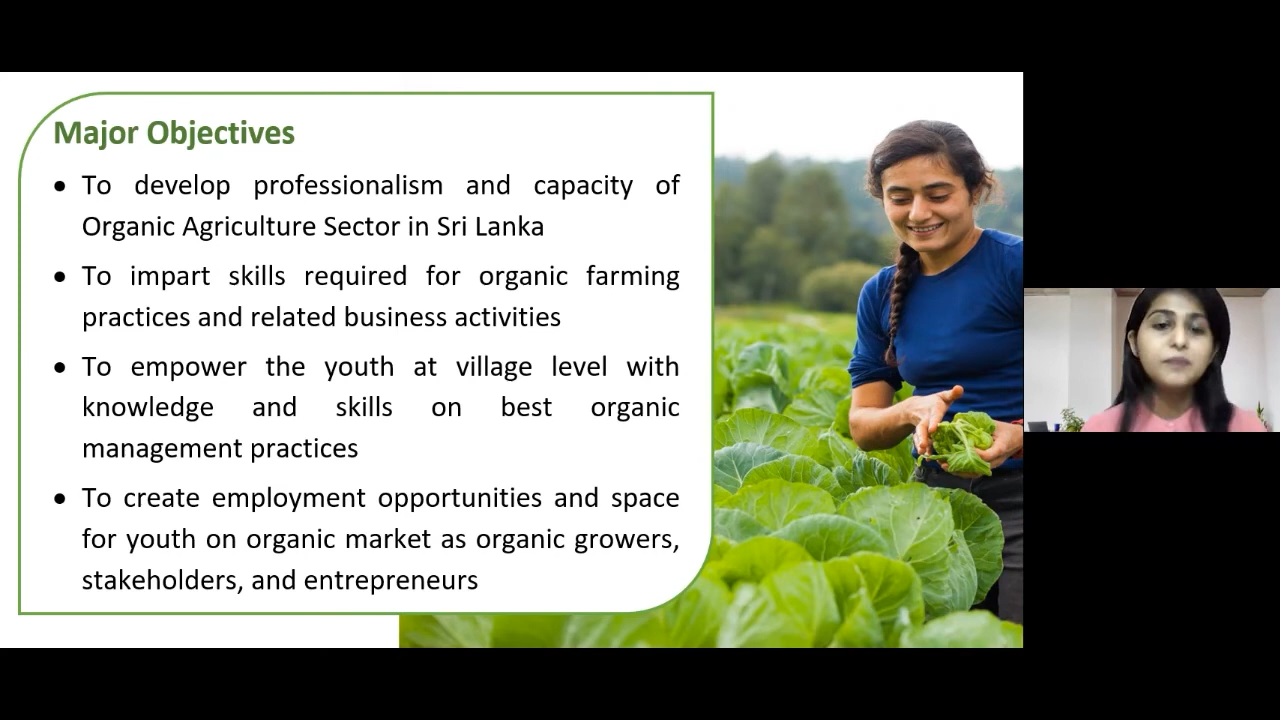 Major Objectives
• To develop professionalism and capacity of
Organic Agriculture Sector in Sri Lanka
• To impart skills required for organic farming
practices and related business activities
• To empower the youth at village level with
knowledge and skills on best organic
management practices
• To create employment opportunities and space
for youth on organic market as organic growers,
stakeholders, and entrepreneurs